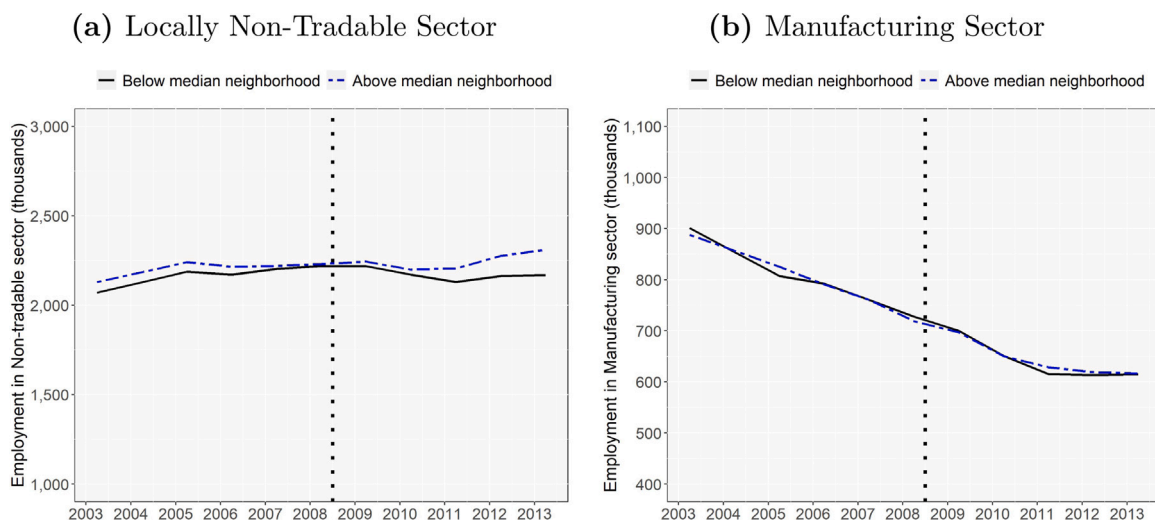 (a) Locally Non-Tradable Sector
Below median neighborhood Above median neighborhood
Employment in Non-tradable sector (thousands)
3,000
2,500
2,000
1,500
1,000
2003 2004 2005 2006 2007 2008 2009 2010 2011 2012 2013
(b) Manufacturing Sector
Below median neighborhood Above median neighborhood
Employment in Manufacturing sector (thousands)
1,100
1,000
900
800
700
600
500
400
2003 2004 2005 2006 2007 2008 2009 2010 2011 2012 2013